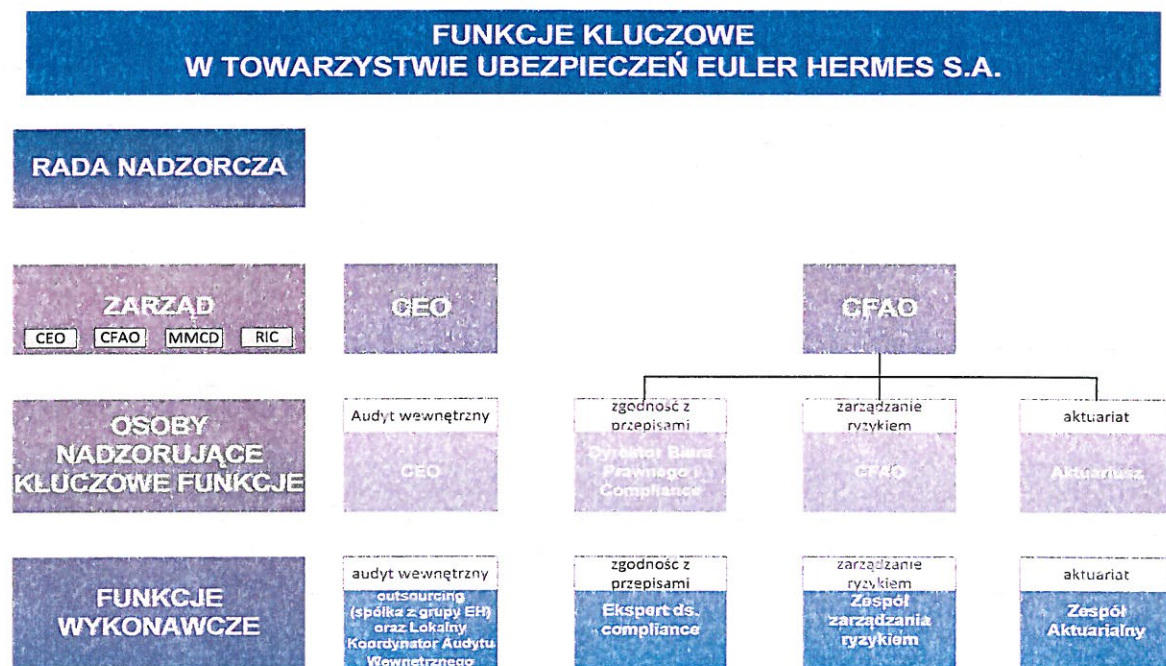 FUNKCJE KLUCZOWE
W TOWARZYSTWIE UBEZPIECZEŃ EULER HERMES S.A.
RADA NADZORCZA
ZARZĄD
CEO CFAO MMCD RIC
CEO
CFAO
OSOBY
NADZORUJĄCE
KLUCZOWE FUNKCJE
Audyt wewnętrzny
CEO
zgodność z
przepisami
Dyrektor Biura
Prawnego i
Compliance
zarządzanie
ryzykiem
CFAO
aktuariat
Aktuariusz
FUNKCJE
WYKONAWCZE
audyt wewnętrzny
outsourcing
(spółka z grupy EH)
oraz Lokalny
Koordynator Audytu
Wewnętrznego
zgodność z
przepisami
Ekspert ds.
compliance
zarządzanie
ryzykiem
Zespół
zarządzania
ryzykiem
aktuariat
Zespół
Aktuarialny